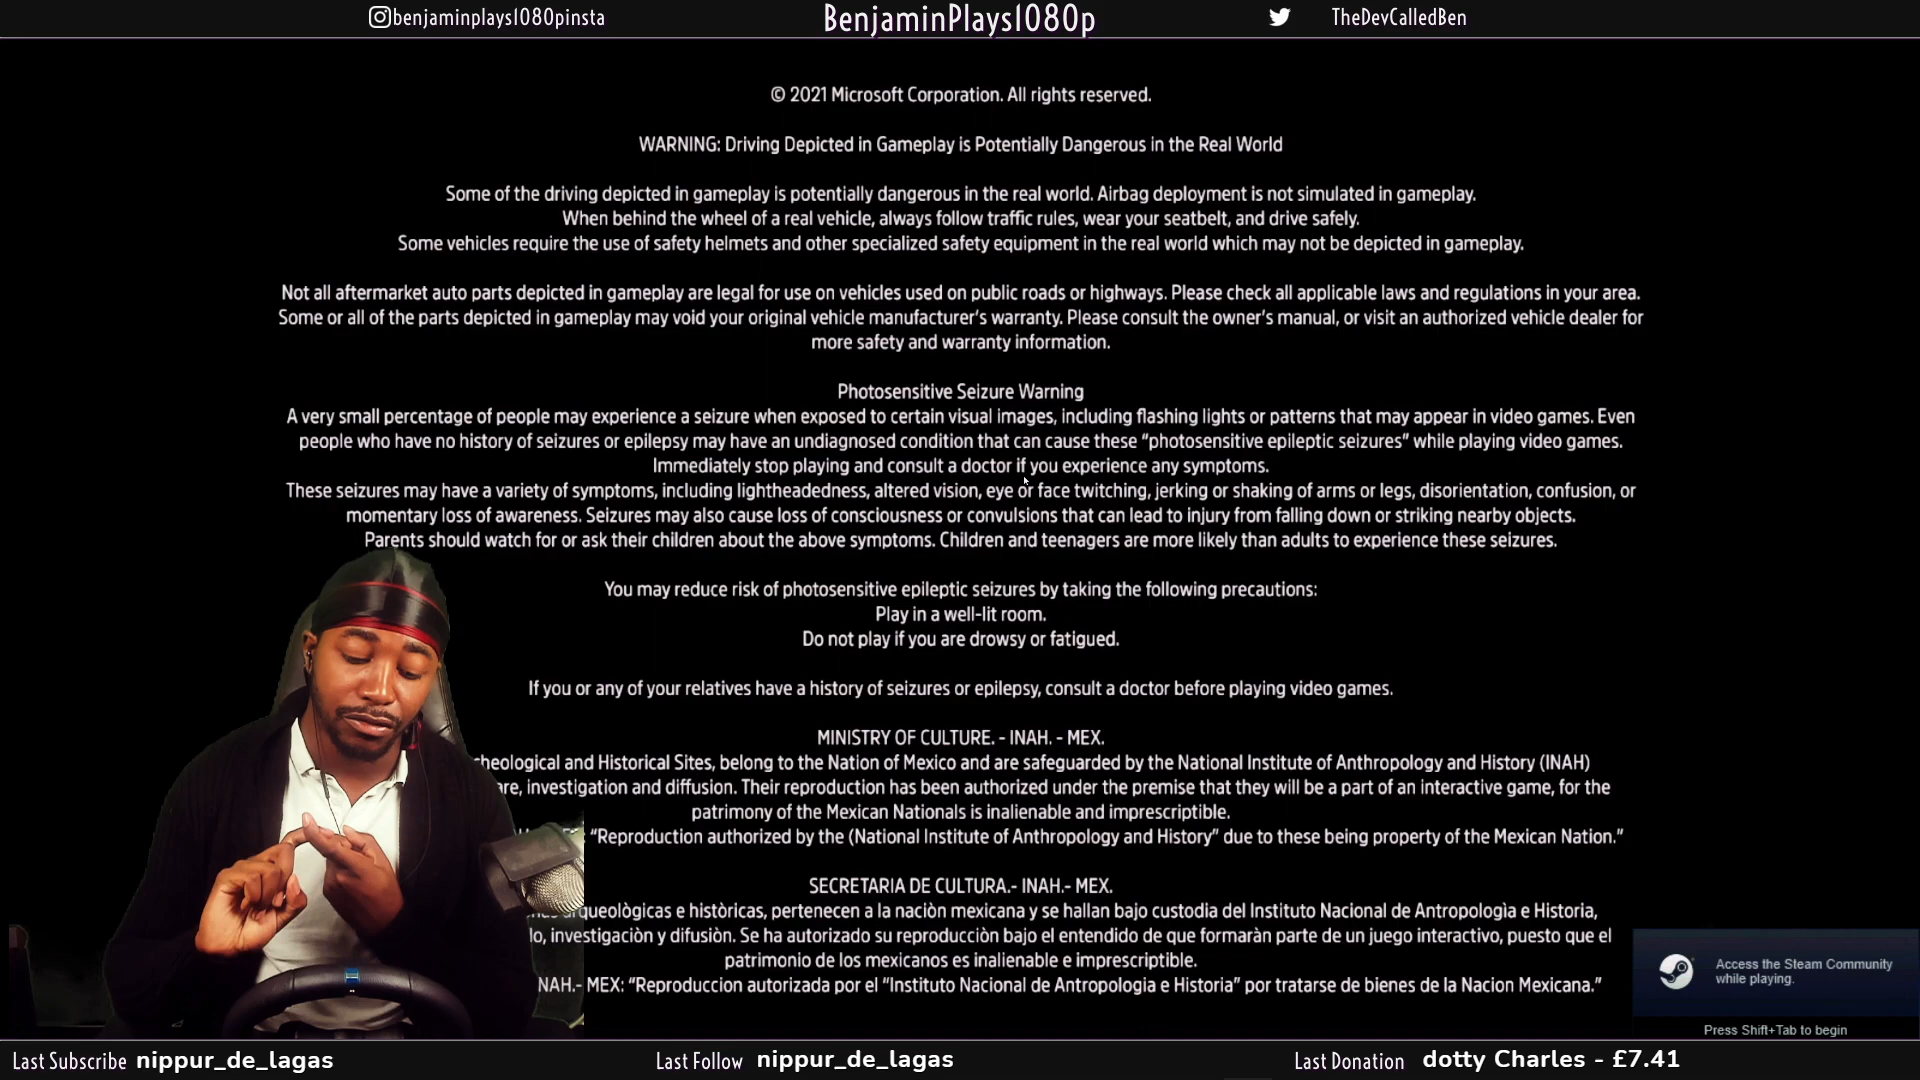 benjaminplays1080pinsta BenjaminPlays1080p TheDevCalledBen
© 2021 Microsoft Corporation. All rights reserved.
WARNING: Driving Depicted in Gameplay is Potentially Dangerous in the Real World
Some of the driving depicted in gameplay is potentially dangerous in the real world. Airbag deployment is not simulated in gameplay.
When behind the wheel of a real vehicle, always follow traffic rules, wear your seatbelt, and drive safely.
Some vehicles require the use of safety helmets and other specialized safety equipment in the real world which may not be depicted in gameplay.
Not all aftermarket auto parts depicted in gameplay are legal for use on vehicles used on public roads or highways. Please check all applicable laws and regulations in your area.
Some or all of the parts depicted in gameplay may void your original vehicle manufacturer's warranty. Please consult the owner's manual, or visit an authorized vehicle dealer for
more safety and warranty information.
Photosensitive Seizure Warning
A very small percentage of people may experience a seizure when exposed to certain visual images, including flashing lights or patterns that may appear in video games. Even
people who have no history of seizures or epilepsy may have an undiagnosed condition that can cause these “photosensitive epileptic seizures” while playing video games.
Immediately stop playing and consult a doctor if you experience any symptoms.
These seizures may have a variety of symptoms, including lightheadedness, altered vision, eye or face twitching, jerking or shaking of arms or legs, disorientation, confusion, or
momentary loss of awareness. Seizures may also cause loss of consciousness or convulsions that can lead to injury from falling down or striking nearby objects.
Parents should watch for or ask their children about the above symptoms. Children and teenagers are more likely than adults to experience these seizures.
You may reduce risk of photosensitive epileptic seizures by taking the following precautions:
Play in a well-lit room.
Do not play if you are drowsy or fatigued.
If you or any of your relatives have a history of seizures or epilepsy, consult a doctor before playing video games.
MINISTRY OF CULTURE. - INAH. - MEX.
cheological and Historical Sites, belong to the Nation of Mexico and are safeguarded by the National Institute of Anthropology and History (INAH)
are, investigation and diffusion. Their reproduction has been authorized under the premise that they will be a part of an interactive game, for the
patrimony of the Mexican Nationals is inalienable and imprescriptible.
“Reproduction authorized by the (National Institute of Anthropology and History” due to these being property of the Mexican Nation.”
SECRETARIA DE CULTURA.- INAH.- MEX.
arqueològicas e històricas, pertenecen a la naciòn mexicana y se hallan bajo custodia del Instituto Nacional de Antropologìa e Historia,
lo, investigaciòn y difusiòn. Se ha autorizado su reproducciòn bajo el entendido de que formaràn parte de un juego interactivo, puesto que el
patrimonio de los mexicanos es inalienable e imprescriptible.
NAH.- MEX: “Reproduccion autorizada por el “Instituto Nacional de Antropologia e Historia” por tratarse de bienes de la Nacion Mexicana.”
Access the Steam Community
while playing.
Press Shift+Tab to begin
Last Subscribe nippur_de_lagas Last Follow nippur_de_lagas Last Donation dotty Charles - £7.41